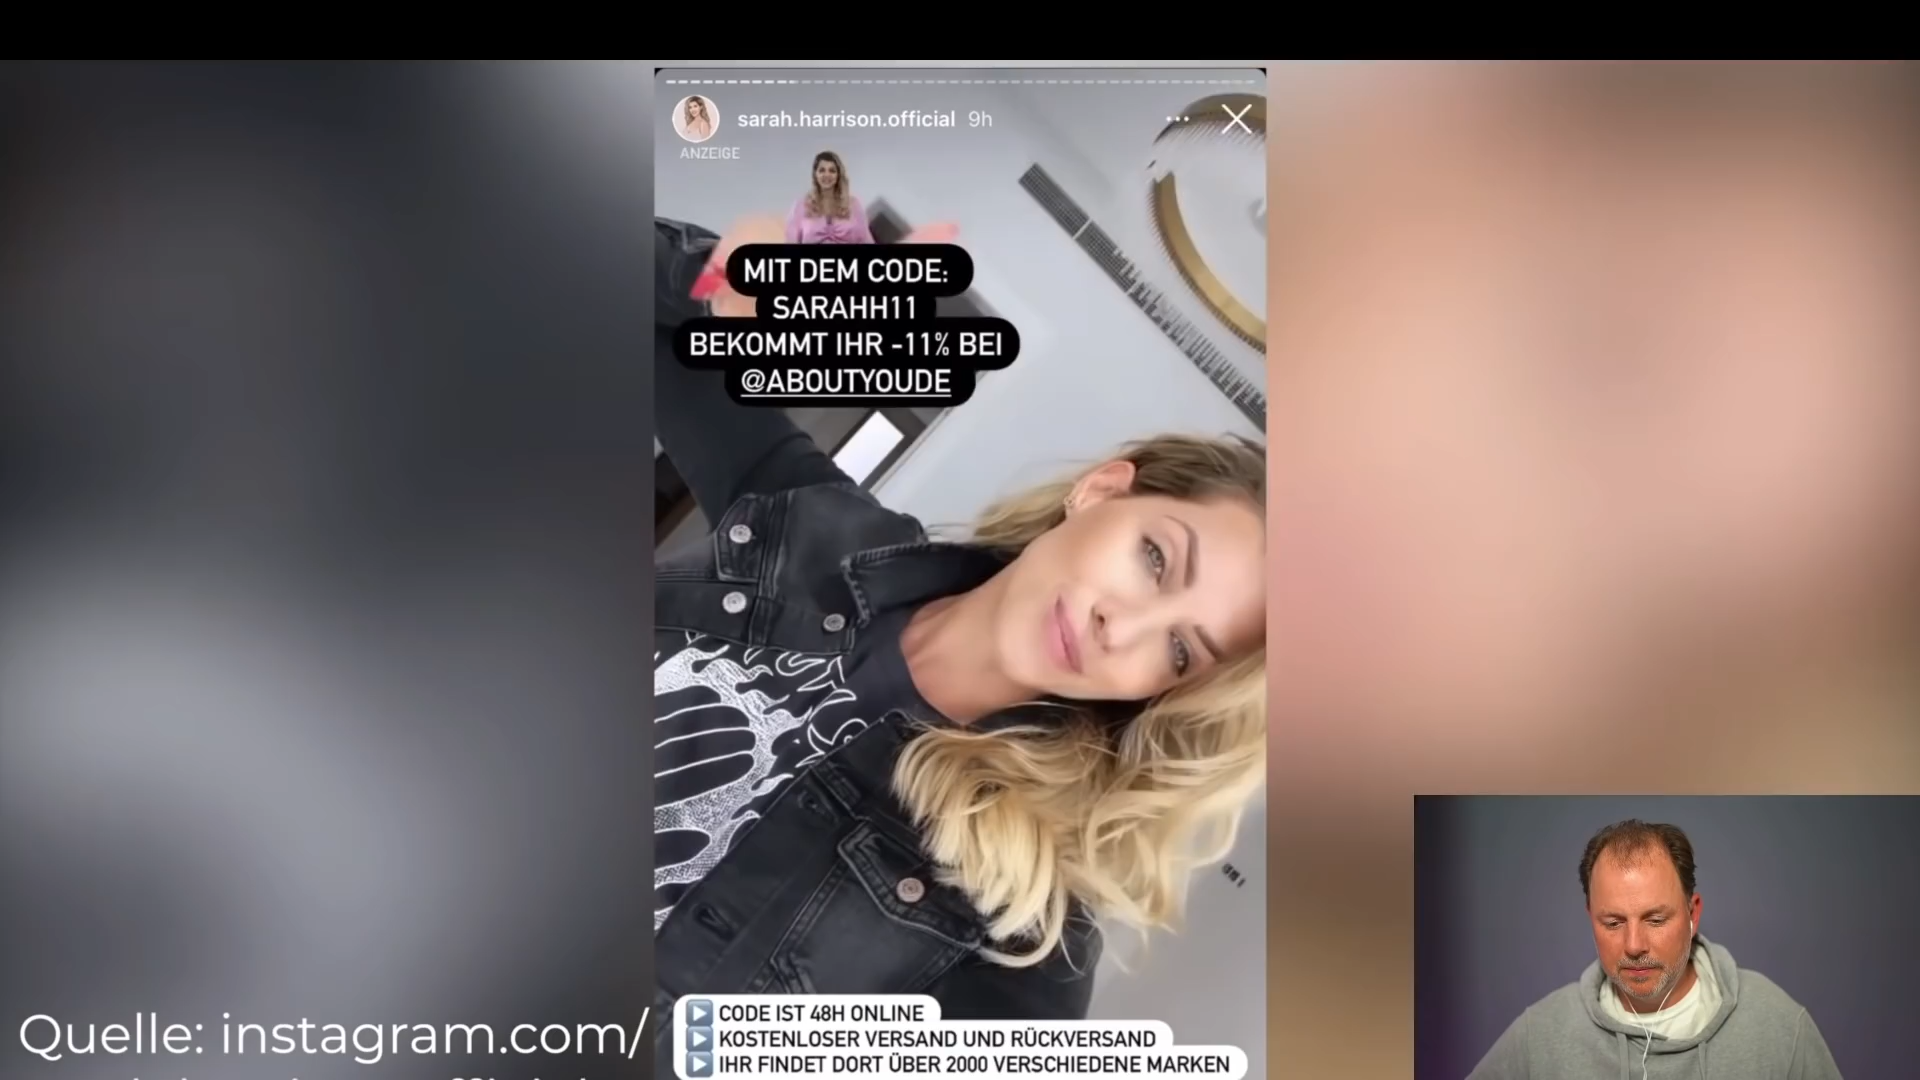 sarah.harrison.official 9h
ANZEIGE
MIT DEM CODE:
SARAHH11
BEKOMMT IHR -11% BEI
@ABOUTYOUDE
CODE IST 48H ONLINE
KOSTENLOSER VERSAND UND RÜCKVERSAND
IHR FINDET DORT ÜBER 2000 VERSCHIEDENE MARKEN
Quelle: instagram.com/